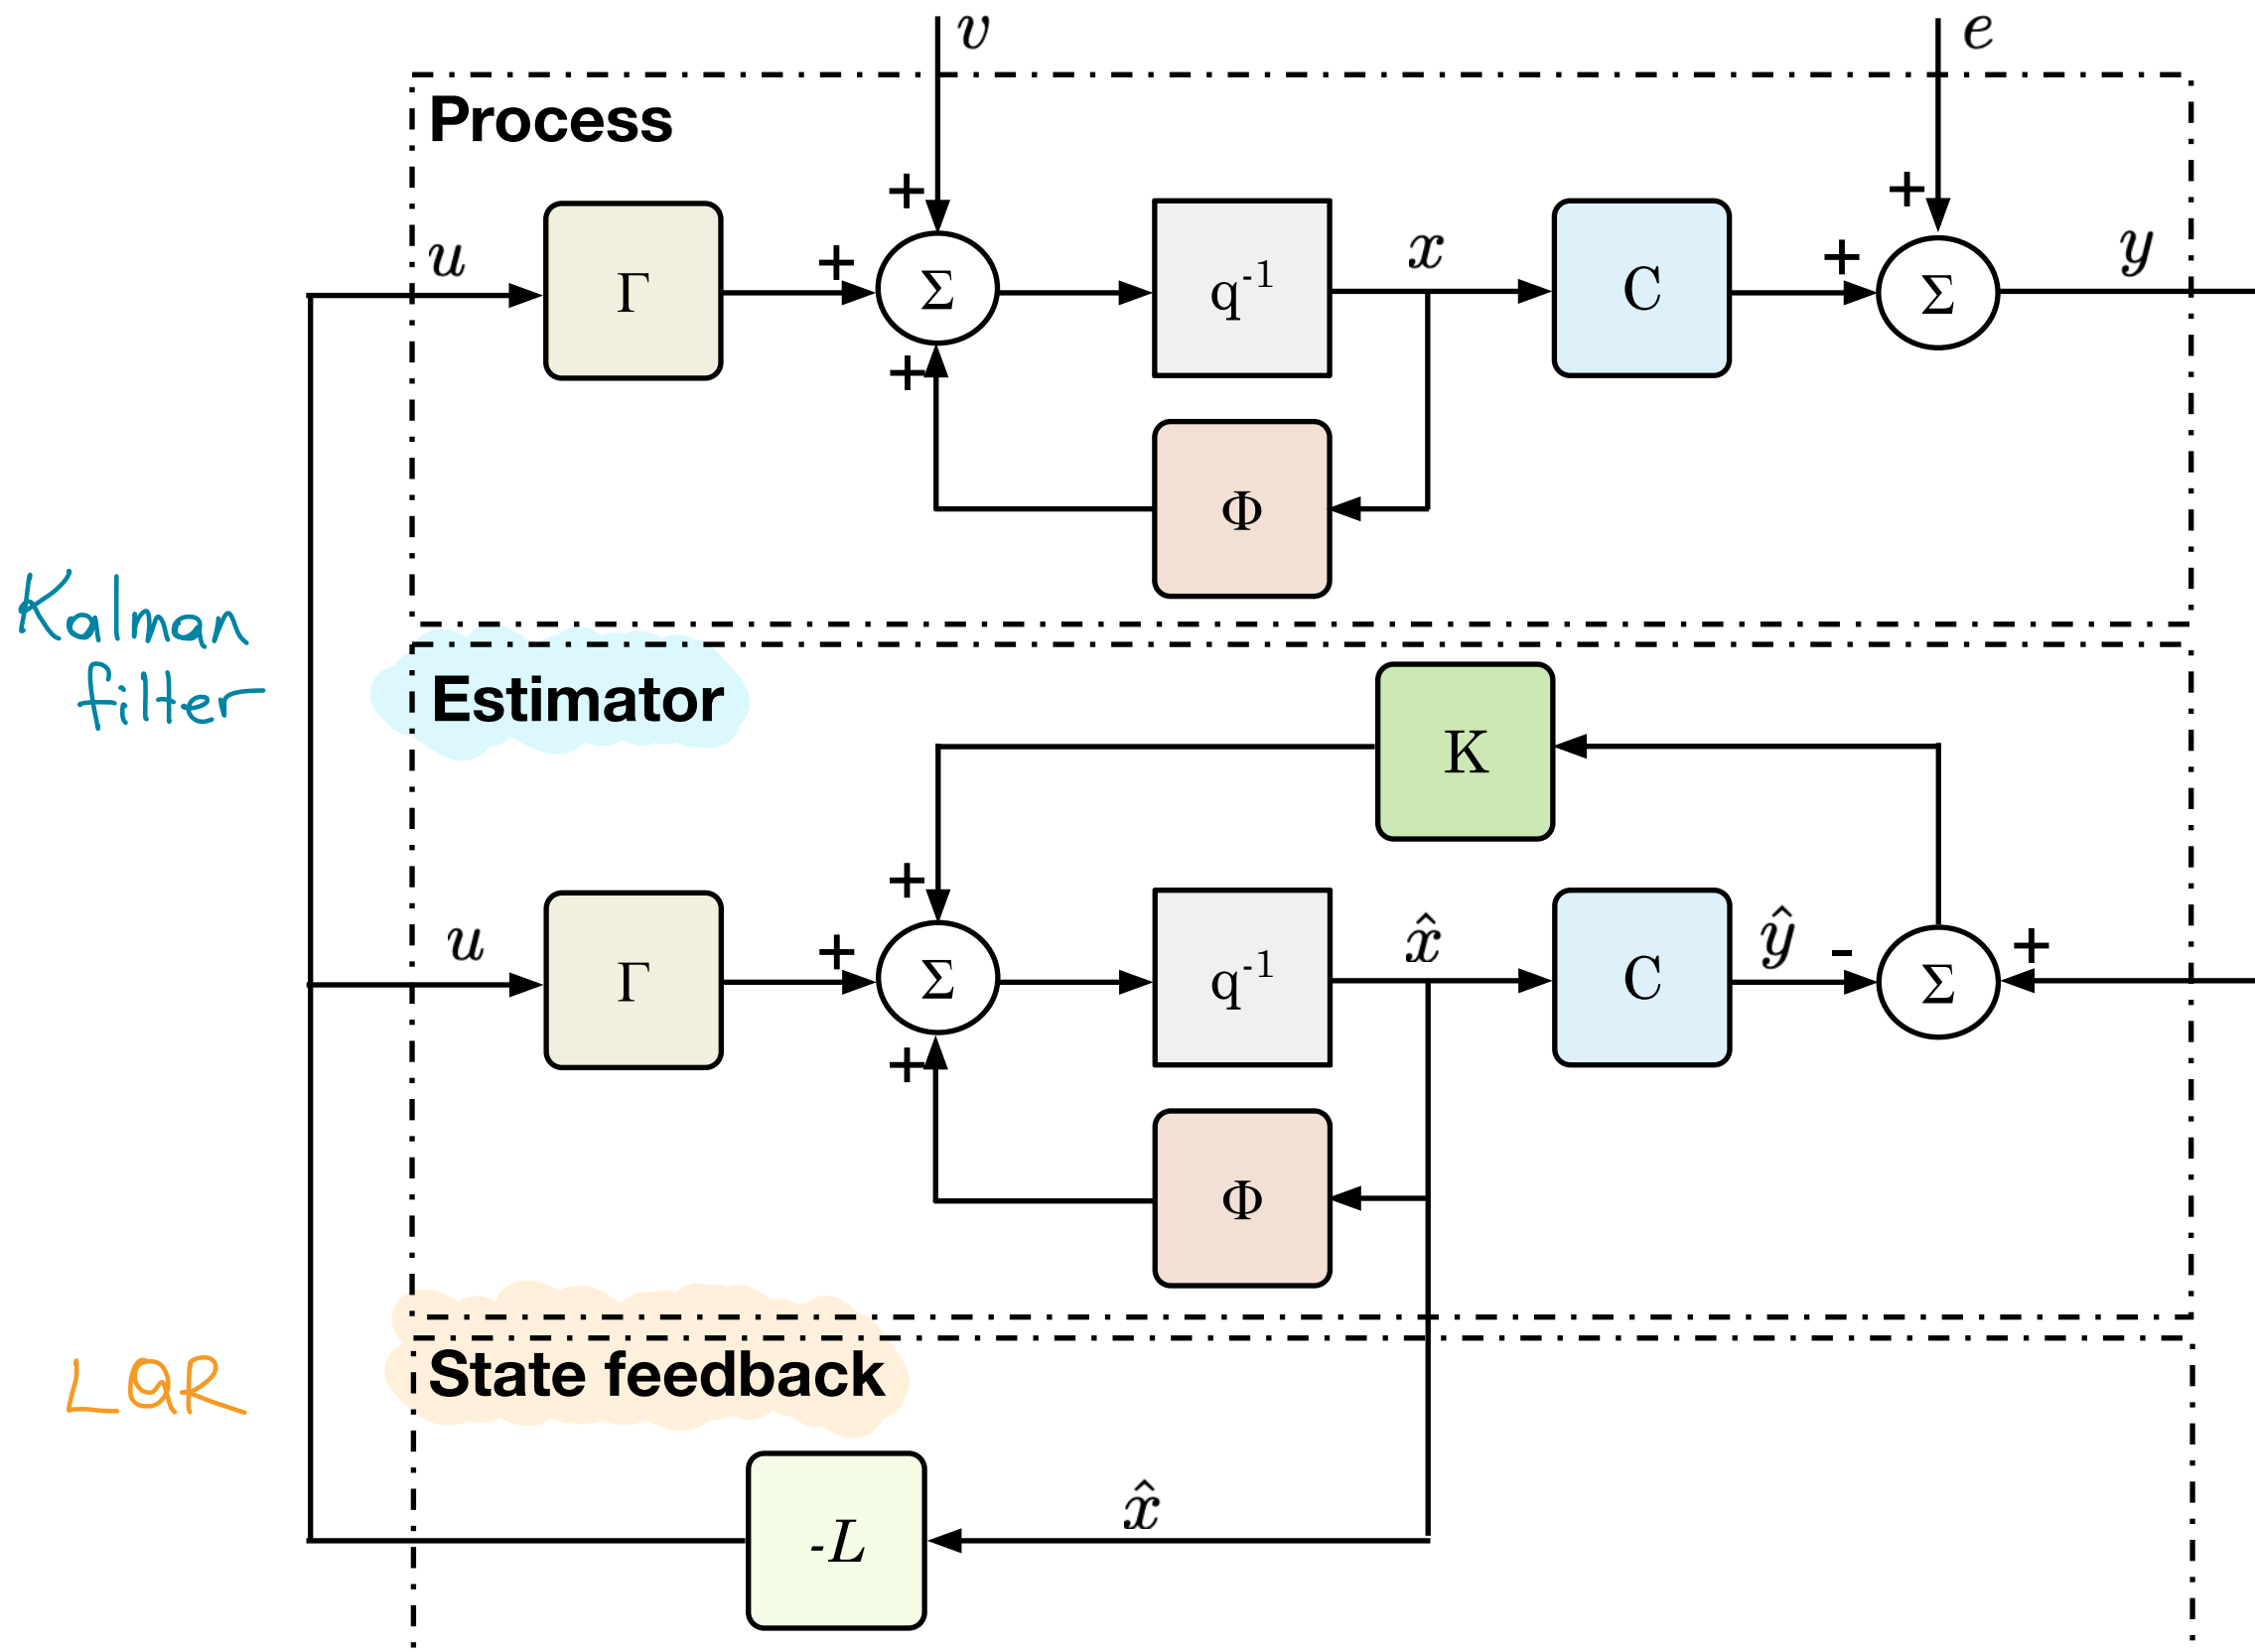 v
e
Process
+
+
u
Γ
+
Σ
q⁻¹
x
C
+
Σ
y
+
Φ
Kalman
filter
Estimator
K
+
u
Γ
+
Σ
q⁻¹
x̂
C
ŷ
-
Σ
+
+
Φ
LQR
State feedback
-L
x̂